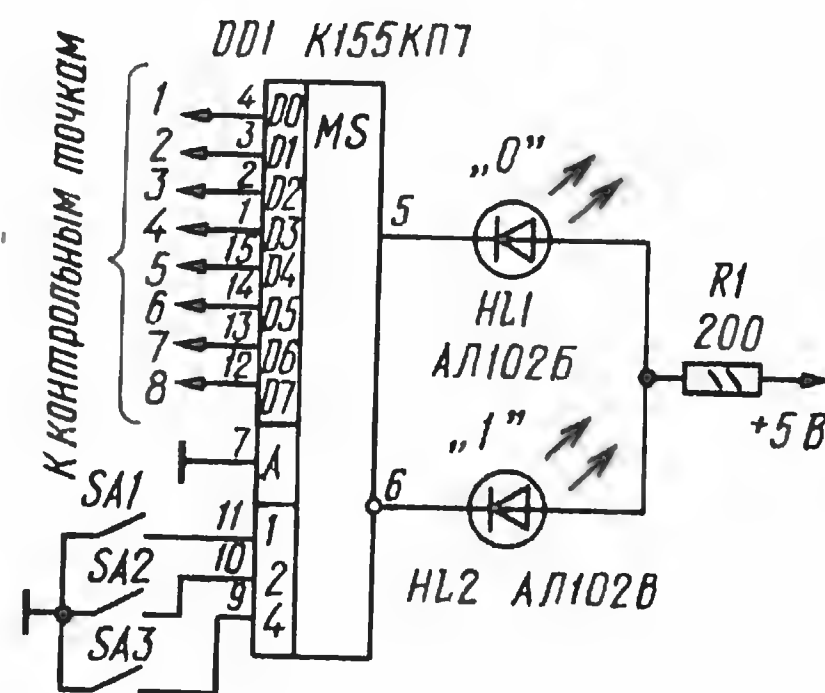 DD1 К155КП7
К контрольным точкам
1 4 D0
2 3 D1
3 2 D2
4 1 D3
5 15 D4
6 14 D5
7 13 D6
8 12 D7
MS
7 A
SA1 11 1
SA2 10 2
SA3 9 4
5
„0”
HL1
АЛ102Б
6
„1”
HL2 АЛ102В
R1
200
+5 В